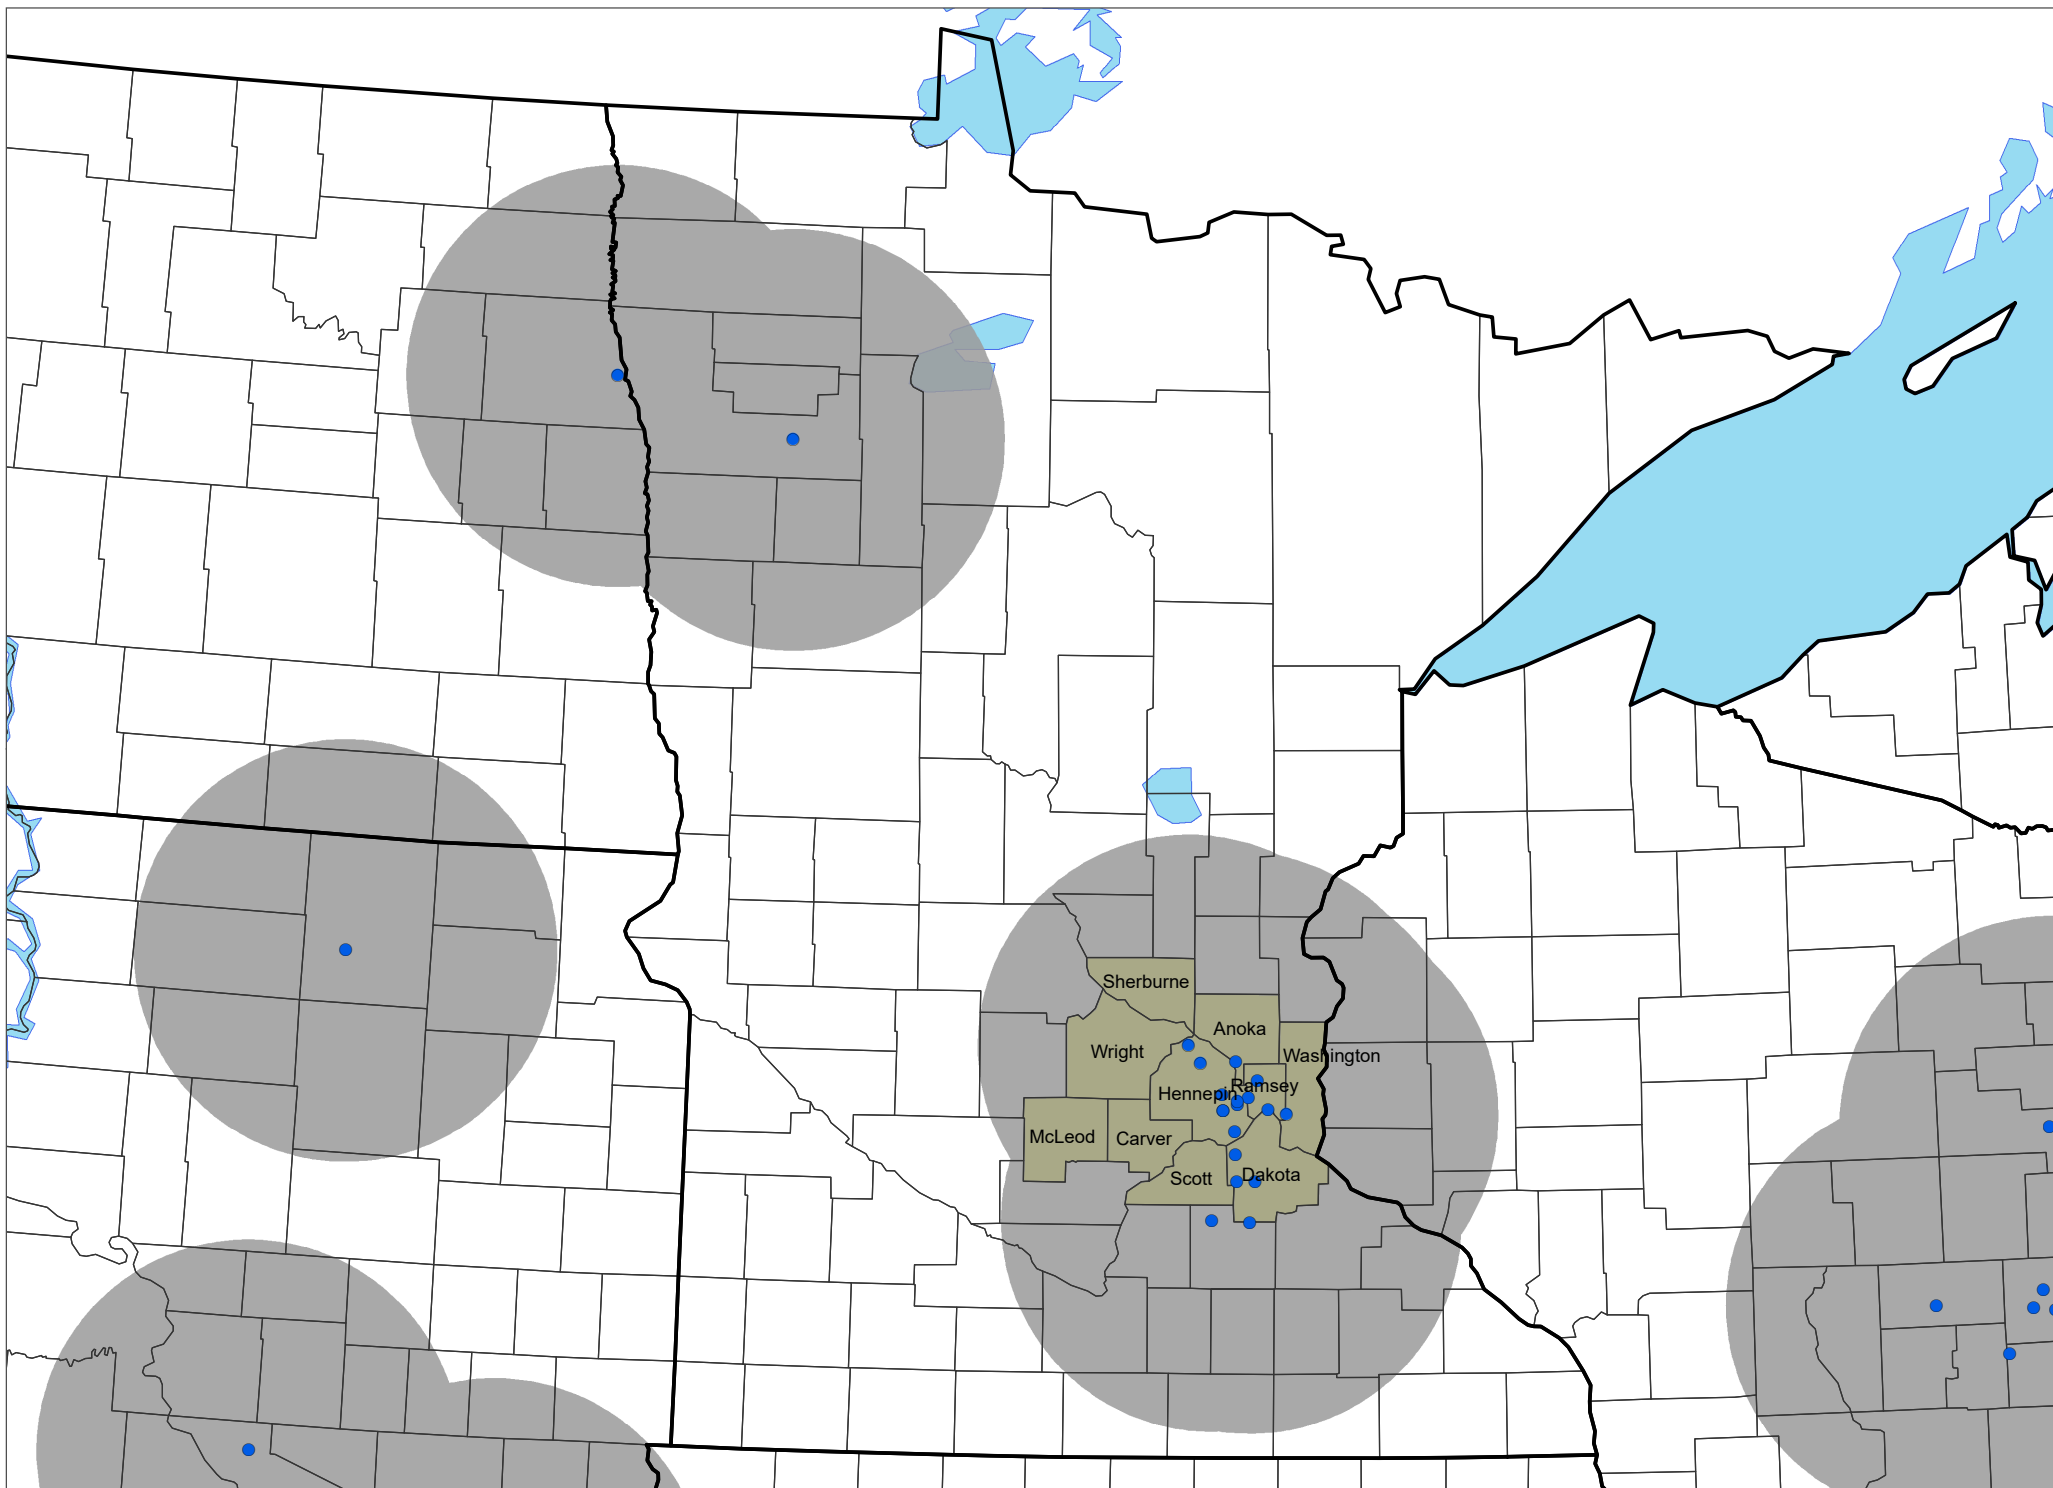 Sherburne
Anoka
Wright
Washington
Ramsey
Hennepin
McLeod
Carver
Scott
Dakota